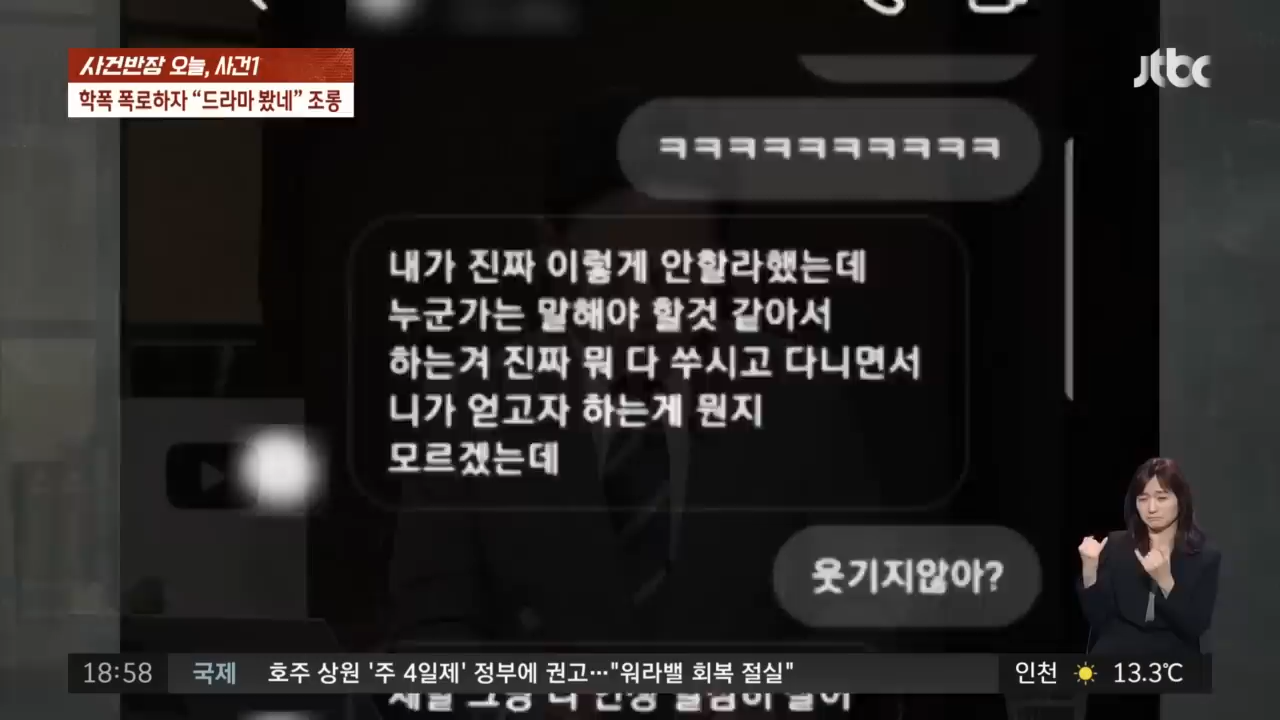 사건반장 오늘, 사건1
학폭 폭로하자 “드라마 봤네” 조롱
jtbc
ㅋㅋㅋㅋㅋㅋㅋㅋㅋㅋ
내가 진짜 이렇게 안할라했는데
누군가는 말해야 할것 같아서
하는겨 진짜 뭐 다 쑤시고 다니면서
니가 얻고자 하는게 뭔지
모르겠는데
웃기지않아?
18:58 국제 호주 상원 '주 4일제' 정부에 권고…"워라밸 회복 절실" 인천 13.3℃